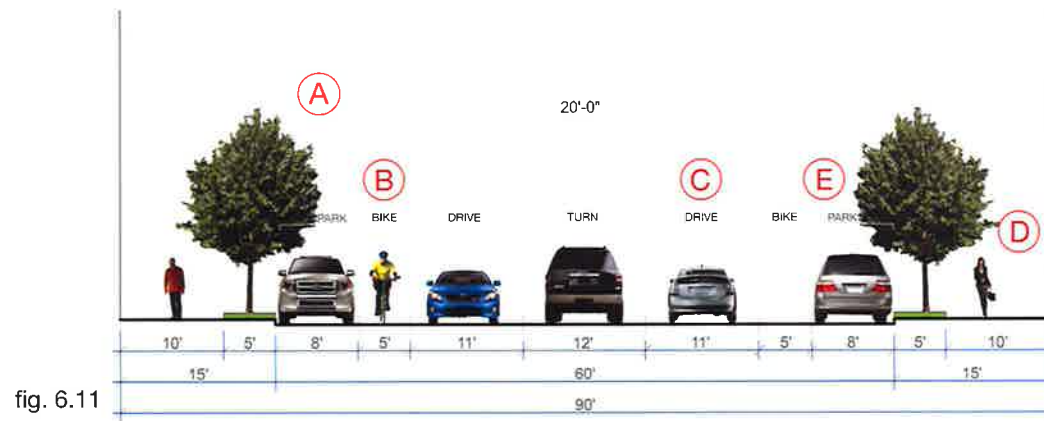 A
20'-0"
B
C
E
PARK
BIKE
DRIVE
TURN
DRIVE
BIKE
PARK
D
10'
5'
8'
5'
11'
12'
11'
5'
8'
5'
10'
15'
60'
15'
fig. 6.11
90'